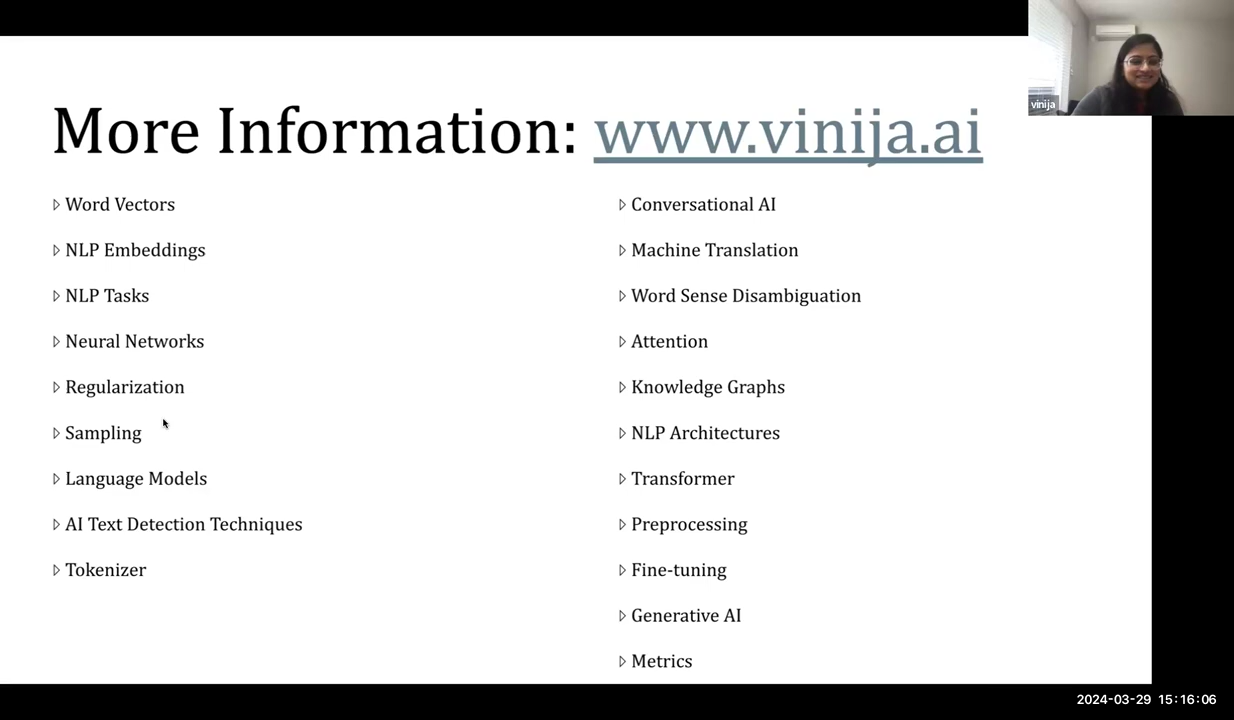 vinija
More Information: www.vinija.ai
Word Vectors
NLP Embeddings
NLP Tasks
Neural Networks
Regularization
Sampling
Language Models
AI Text Detection Techniques
Tokenizer
Conversational AI
Machine Translation
Word Sense Disambiguation
Attention
Knowledge Graphs
NLP Architectures
Transformer
Preprocessing
Fine-tuning
Generative AI
Metrics
2024-03-29 15:16:06